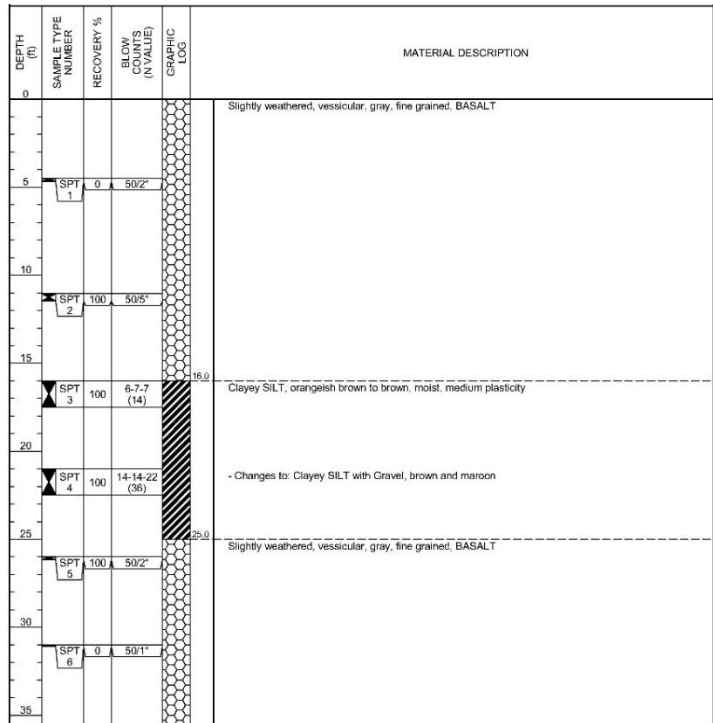 DEPTH
(ft)
SAMPLE TYPE
NUMBER
RECOVERY %
BLOW
COUNTS
(N VALUE)
GRAPHIC
LOG
MATERIAL DESCRIPTION
0
Slightly weathered, vessicular, gray, fine grained, BASALT
5
SPT
1
0
50/2"
10
SPT
2
100
50/5"
15
16.0
SPT
3
100
6-7-7
(14)
Clayey SILT, orangeish brown to brown, moist, medium plasticity
20
SPT
4
100
14-14-22
(36)
- Changes to: Clayey SILT with Gravel, brown and maroon
25
25.0
Slightly weathered, vessicular, gray, fine grained, BASALT
SPT
5
100
50/2"
30
SPT
6
0
50/1"
35